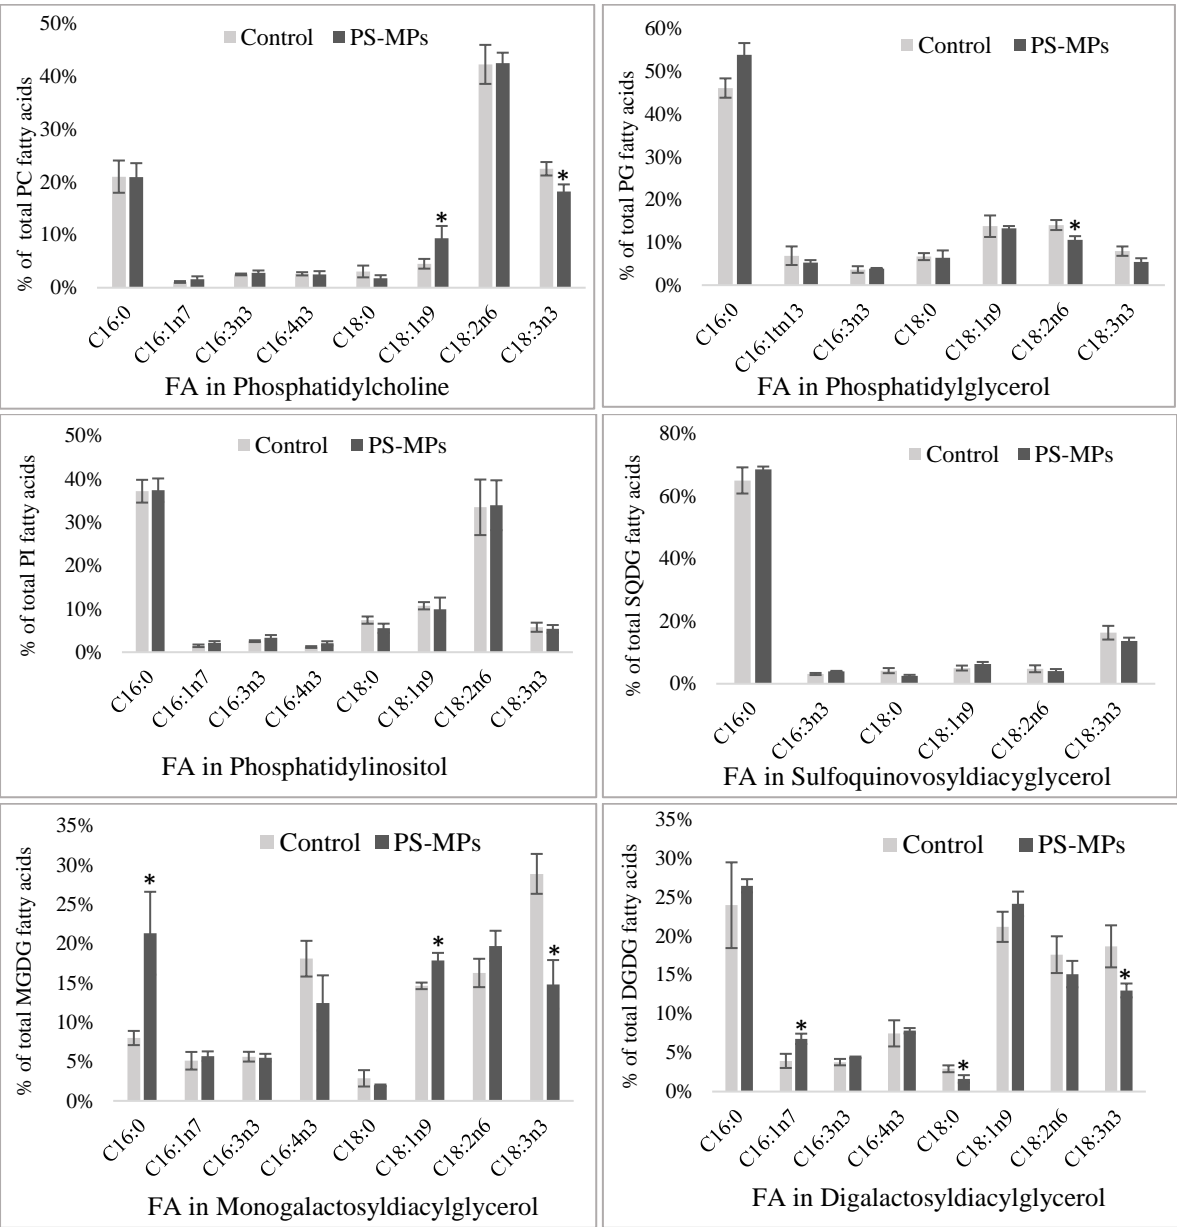 50%
40%
30%
20%
10%
0%
% of total PC fatty acids
Control PS-MPs
*
*
C16:0 C16:1n7 C16:3n3 C16:4n3 C18:0 C18:1n9 C18:2n6 C18:3n3
FA in Phosphatidylcholine
60%
50%
40%
30%
20%
10%
0%
% of total PG fatty acids
Control PS-MPs
*
C16:0 C16:1tn13 C16:3n3 C18:0 C18:1n9 C18:2n6 C18:3n3
FA in Phosphatidylglycerol
50%
40%
30%
20%
10%
0%
% of total PI fatty acids
Control PS-MPs
C16:0 C16:1n7 C16:3n3 C16:4n3 C18:0 C18:1n9 C18:2n6 C18:3n3
FA in Phosphatidylinositol
80%
60%
40%
20%
0%
% of total SQDG fatty acids
Control PS-MPs
C16:0 C16:3n3 C18:0 C18:1n9 C18:2n6 C18:3n3
FA in Sulfoquinovosyldiacyglycerol
35%
30%
25%
20%
15%
10%
5%
0%
% of total MGDG fatty acids
Control PS-MPs
*
*
*
C16:0 C16:1n7 C16:3n3 C16:4n3 C18:0 C18:1n9 C18:2n6 C18:3n3
FA in Monogalactosyldiacylglycerol
35%
30%
25%
20%
15%
10%
5%
0%
% of total DGDG fatty acids
Control PS-MPs
*
*
*
C16:0 C16:1n7 C16:3n3 C16:4n3 C18:0 C18:1n9 C18:2n6 C18:3n3
FA in Digalactosyldiacylglycerol